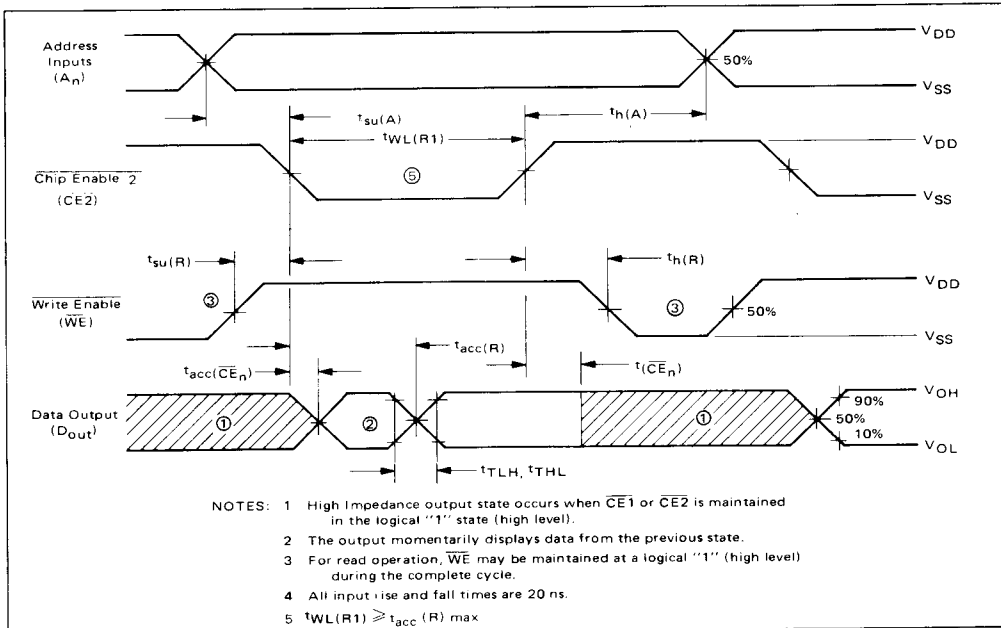 Address
Inputs
(An)
VDD
50%
VSS
tsu(A)
th(A)
tWL(R1)
VDD
Chip Enable 2
(CE2)
5
VSS
tsu(R)
th(R)
VDD
Write Enable
(WE)
3
3
50%
VSS
tacc(R)
tacc(CEn)
t(CEn)
VOH
Data Output
(Dout)
1
2
1
90%
50%
10%
VOL
tTLH, tTHL
NOTES: 1 High Impedance output state occurs when CE1 or CE2 is maintained
in the logical "1" state (high level).
2 The output momentarily displays data from the previous state.
3 For read operation, WE may be maintained at a logical "1" (high level)
during the complete cycle.
4 All input rise and fall times are 20 ns.
5 tWL(R1) ⩾ tacc (R) max